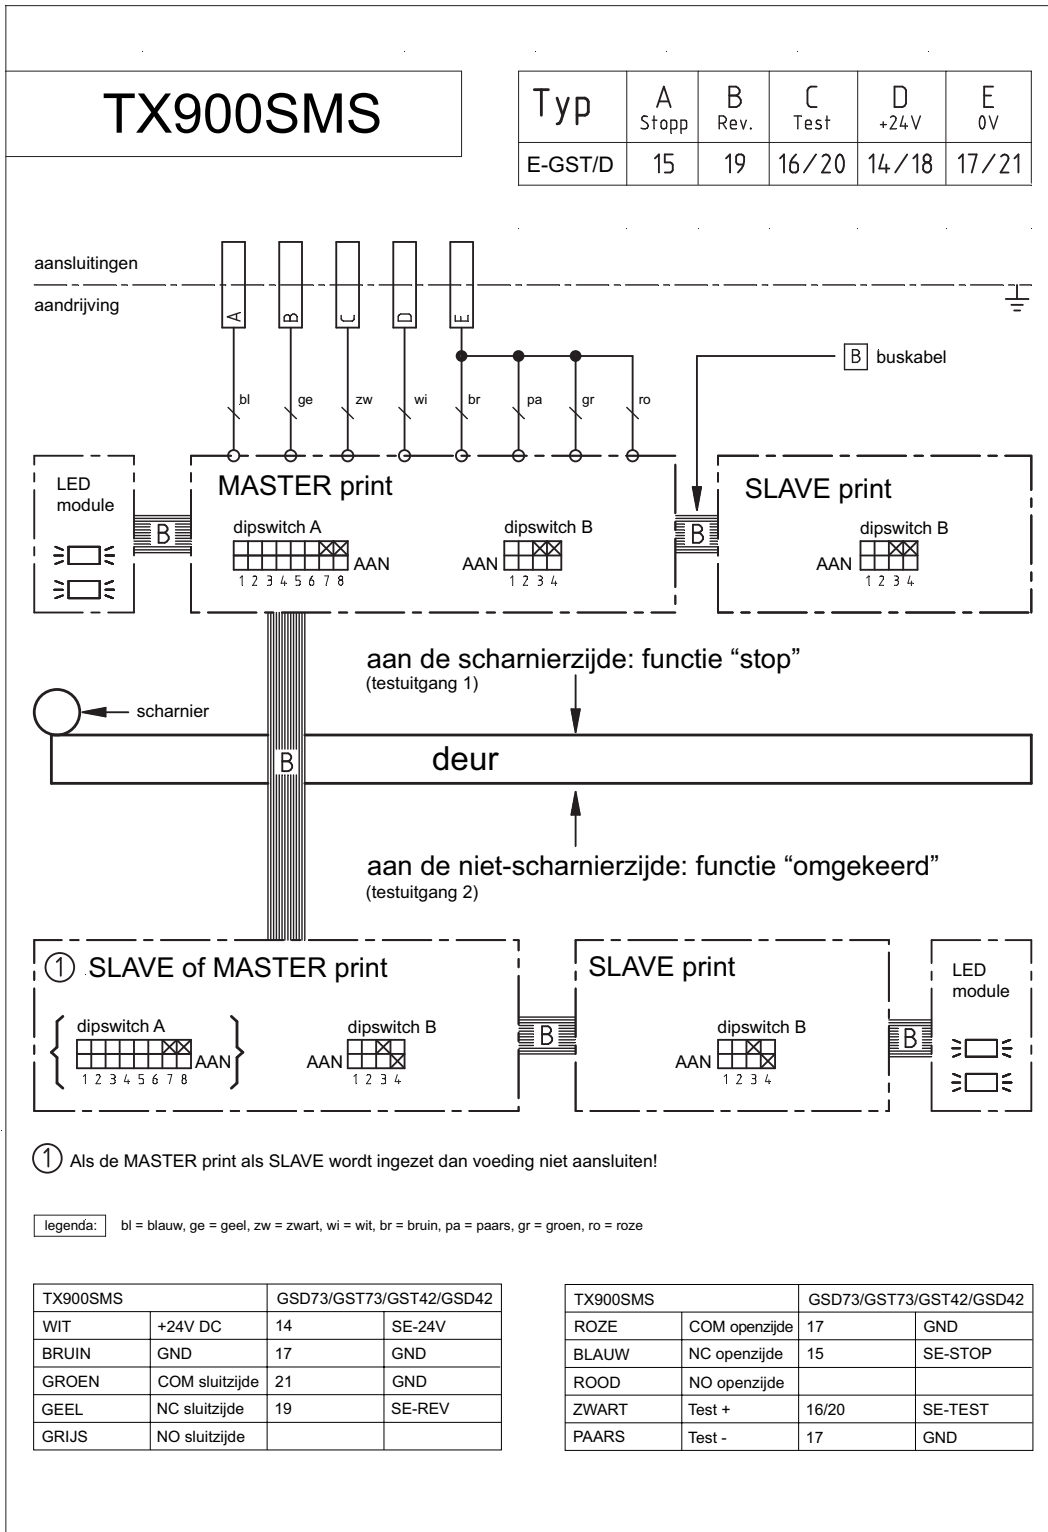 TX900SMS
Typ A Stopp B Rev. C Test D +24V E 0V
E-GST/D 15 19 16/20 14/18 17/21
aansluitingen
aandrijving
A B C D E
B buskabel
bl ge zw wi br pa gr ro
LED module
B
MASTER print
dipswitch A
AAN
1 2 3 4 5 6 7 8
dipswitch B
AAN
1 2 3 4
B
SLAVE print
dipswitch B
AAN
1 2 3 4
aan de scharnierzijde: functie “stop”
(testuitgang 1)
scharnier
B
deur
aan de niet-scharnierzijde: functie “omgekeerd”
(testuitgang 2)
1 SLAVE of MASTER print
dipswitch A
AAN
1 2 3 4 5 6 7 8
dipswitch B
AAN
1 2 3 4
B
SLAVE print
dipswitch B
AAN
1 2 3 4
B
LED module
1 Als de MASTER print als SLAVE wordt ingezet dan voeding niet aansluiten!
legenda: bl = blauw, ge = geel, zw = zwart, wi = wit, br = bruin, pa = paars, gr = groen, ro = roze
TX900SMS GSD73/GST73/GST42/GSD42
WIT +24V DC 14 SE-24V
BRUIN GND 17 GND
GROEN COM sluitzijde 21 GND
GEEL NC sluitzijde 19 SE-REV
GRIJS NO sluitzijde
TX900SMS GSD73/GST73/GST42/GSD42
ROZE COM openzijde 17 GND
BLAUW NC openzijde 15 SE-STOP
ROOD NO openzijde
ZWART Test + 16/20 SE-TEST
PAARS Test - 17 GND